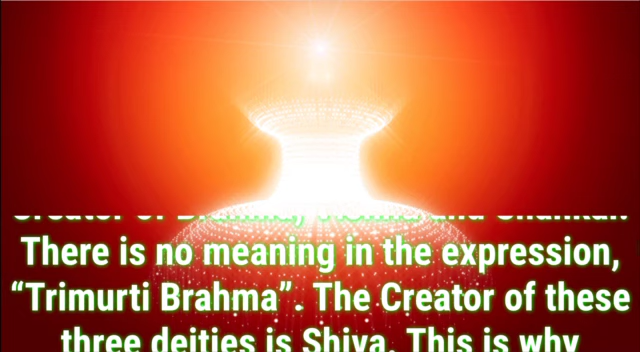 Creator of Brahma, Vishnu and Shankar.
There is no meaning in the expression,
“Trimurti Brahma”. The Creator of these
three deities is Shiva. This is why